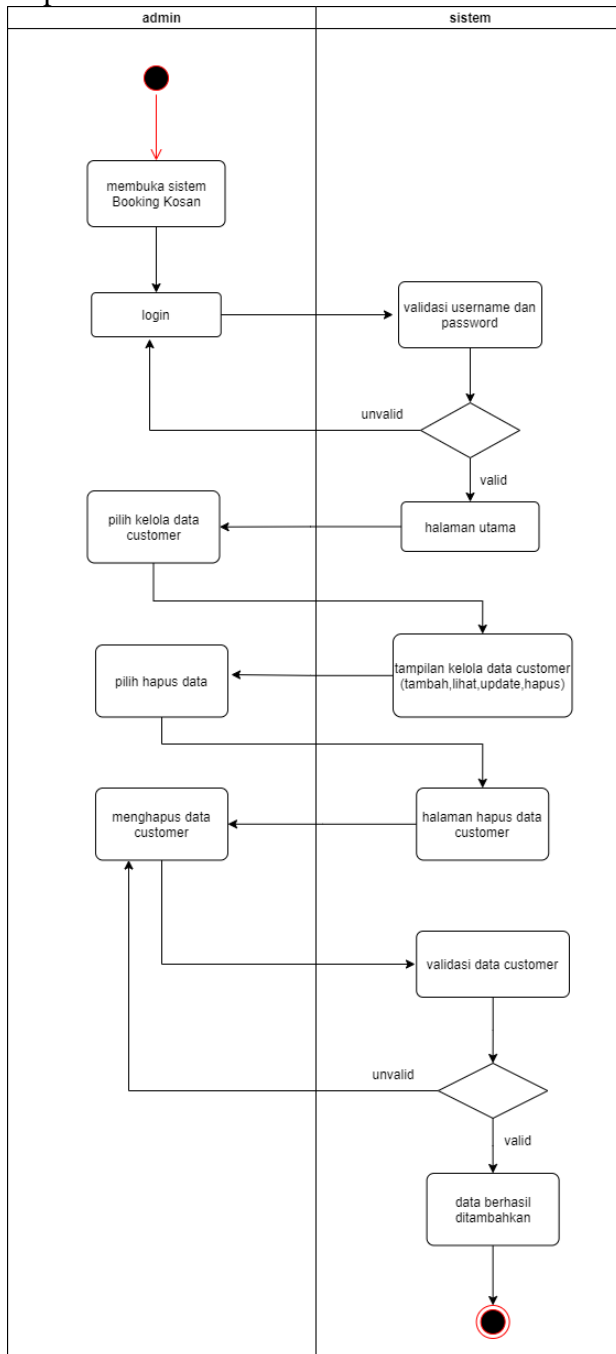 admin
sistem
membuka sistem
Booking Kosan
login
validasi username dan
password
unvalid
valid
pilih kelola data
customer
halaman utama
pilih hapus data
tampilan kelola data customer
(tambah,lihat,update,hapus)
menghapus data
customer
halaman hapus data
customer
validasi data customer
unvalid
valid
data berhasil
ditambahkan